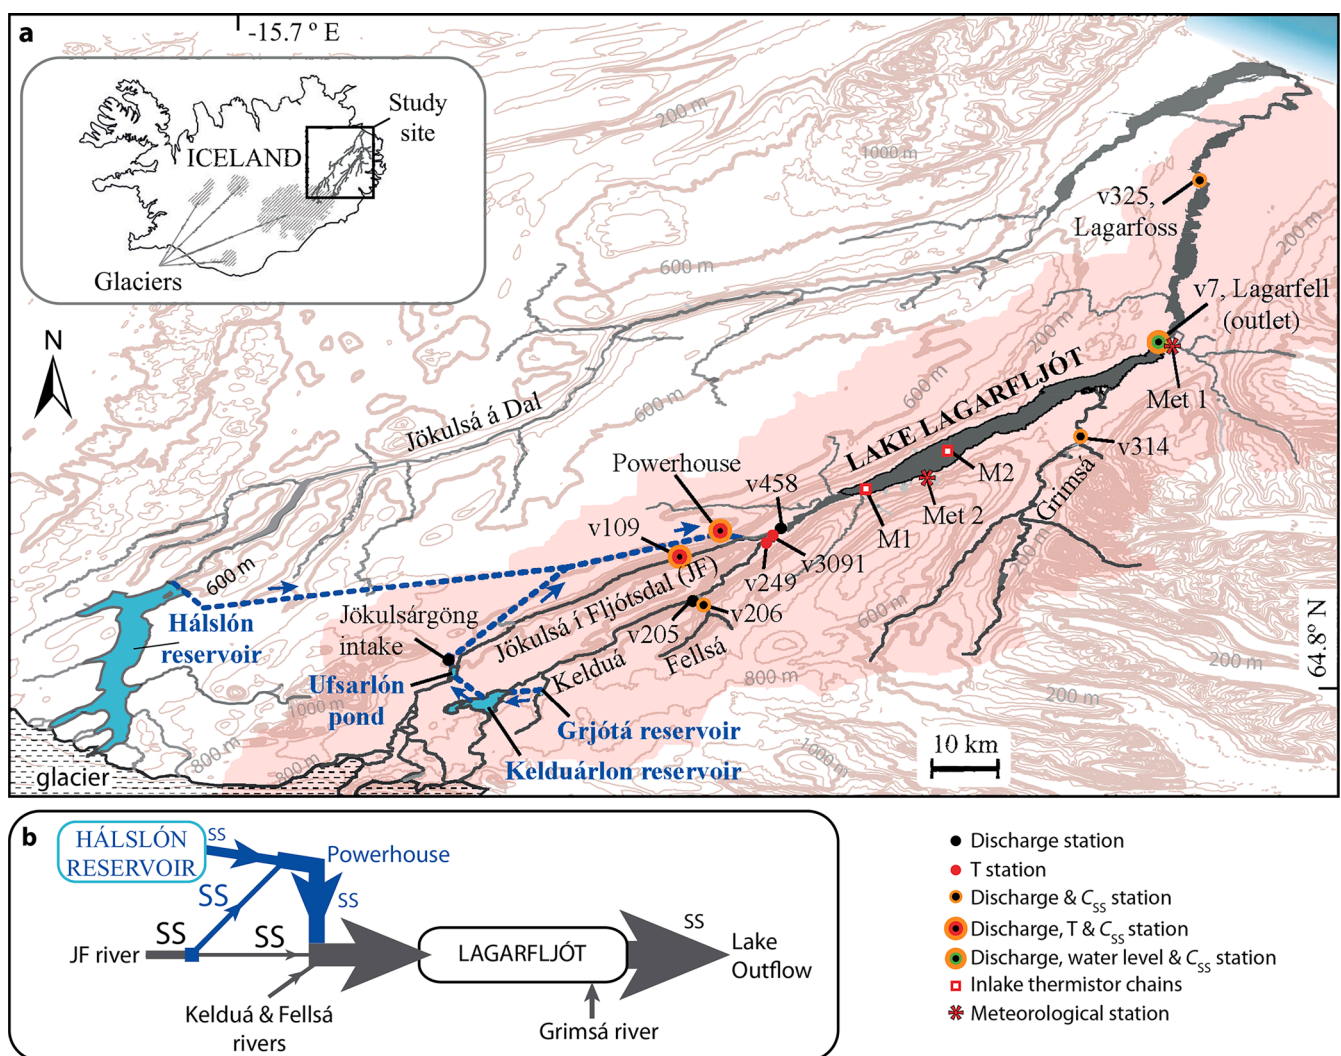 a
-15.7 º E
Study
site
ICELAND
Glaciers
200 m
1000 m
v325,
Lagarfoss
200 m
600 m
v7, Lagarfell
(outlet)
N
200 m
600 m
600 m
Jökulsá á Dal
LAKE LAGARFLJÓT
Met 1
v314
Powerhouse
v458
M2
Met 2
M1
Grimsá
v109
v3091
v249
200 m
600 m
Hálslón
reservoir
Jökulsárgöng
intake
Jökulsá í Fljótsdal (JF)
v206
v205
Fellsá
Kelduá
600 m
64.8º N
200 m
800 m
200 m
Ufsarlón
pond
1000 m
Grjótá reservoir
Kelduárlon reservoir
800 m
800 m
1000 m
10 km
glacier
b
HÁLSLÓN
RESERVOIR
SS
Powerhouse
SS
SS
SS
SS
JF river
LAGARFLJÓT
SS
Lake
Outflow
Kelduá & Fellsá
rivers
Grimsá river
Discharge station
T station
Discharge & CSS station
Discharge, T & CSS station
Discharge, water level & CSS station
Inlake thermistor chains
Meteorological station